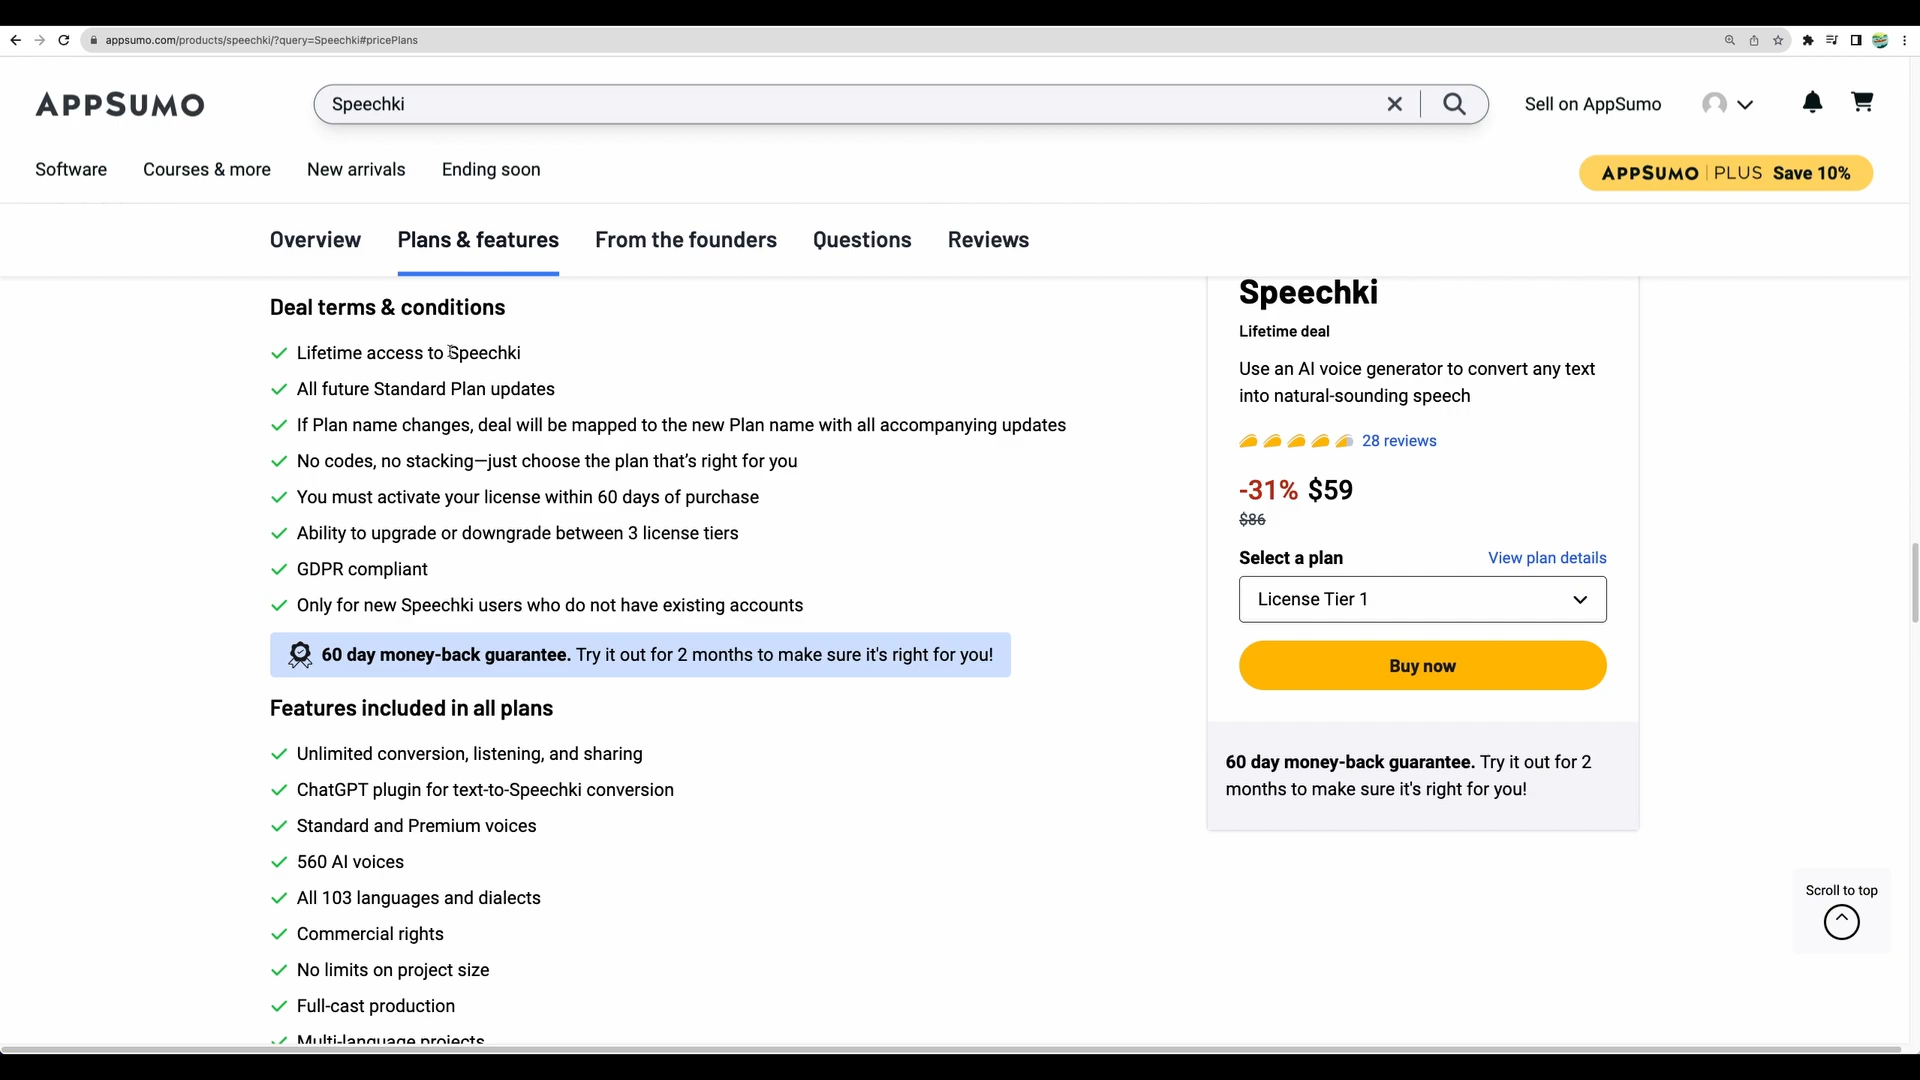 appsumo.com/products/speechki/?query=Speechki#pricePlans
APPSUMO
Speechki
Sell on AppSumo
Software
Courses & more
New arrivals
Ending soon
APPSUMO | PLUS Save 10%
Overview
Plans & features
From the founders
Questions
Reviews
Deal terms & conditions
Lifetime access to Speechki
All future Standard Plan updates
If Plan name changes, deal will be mapped to the new Plan name with all accompanying updates
No codes, no stacking—just choose the plan that's right for you
You must activate your license within 60 days of purchase
Ability to upgrade or downgrade between 3 license tiers
GDPR compliant
Only for new Speechki users who do not have existing accounts
60 day money-back guarantee. Try it out for 2 months to make sure it's right for you!
Features included in all plans
Unlimited conversion, listening, and sharing
ChatGPT plugin for text-to-Speechki conversion
Standard and Premium voices
560 AI voices
All 103 languages and dialects
Commercial rights
No limits on project size
Full-cast production
Multi-language projects
Speechki
Lifetime deal
Use an AI voice generator to convert any text
into natural-sounding speech
28 reviews
-31% $59
$86
Select a plan
View plan details
License Tier 1
Buy now
60 day money-back guarantee. Try it out for 2
months to make sure it's right for you!
Scroll to top